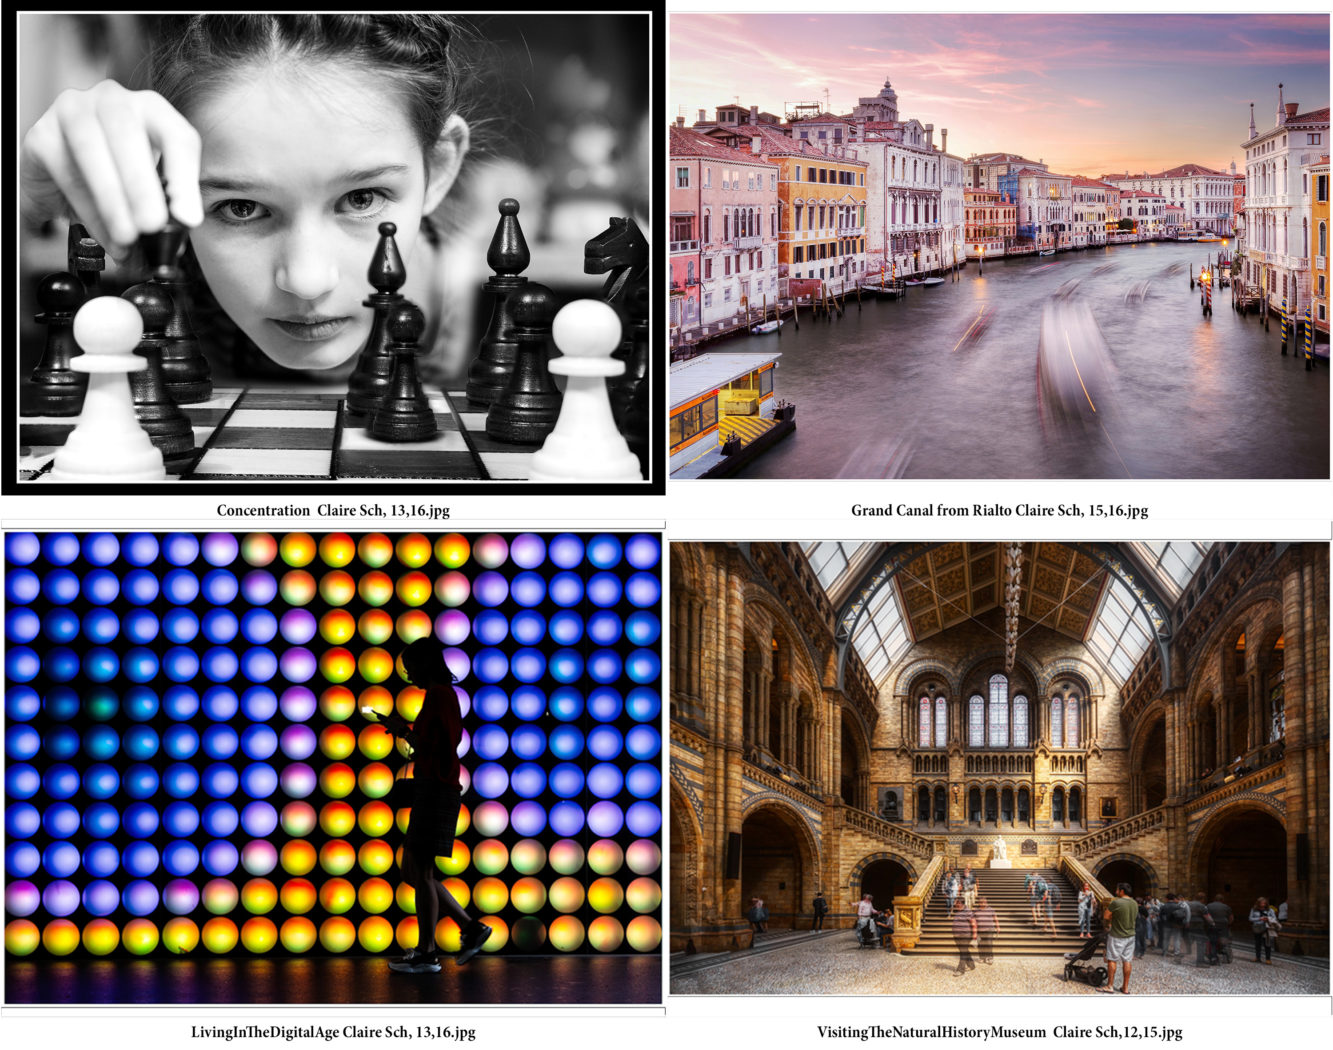 Concentration  Claire Sch, 13,16.jpg
Grand Canal from Rialto Claire Sch, 15,16.jpg
LivingInTheDigitalAge Claire Sch, 13,16.jpg
VisitingTheNaturalHistoryMuseum  Claire Sch,12,15.jpg